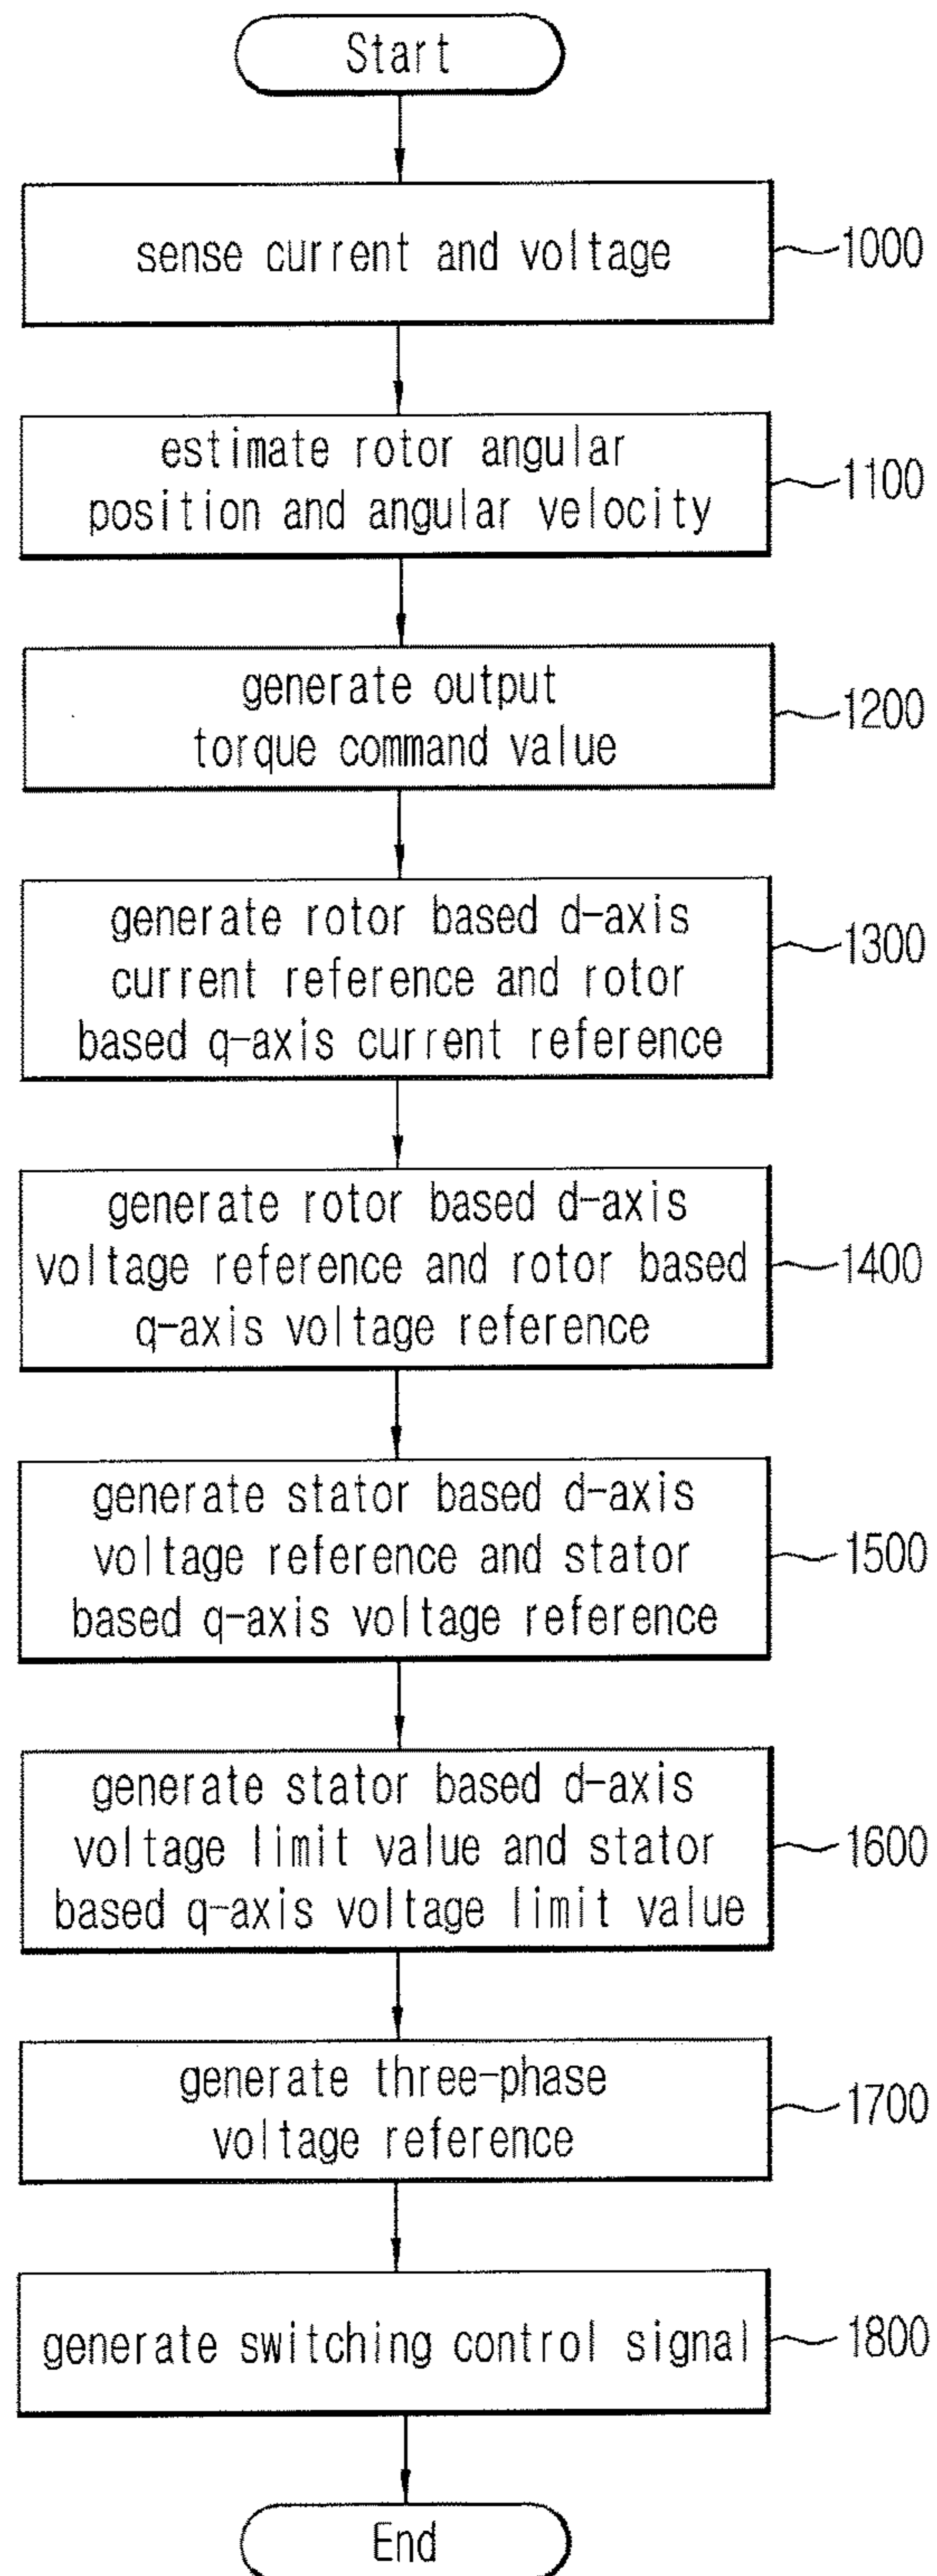 Start
sense current and voltage
1000
estimate rotor angular
position and angular velocity
1100
generate output
torque command value
1200
generate rotor based d-axis
current reference and rotor
based q-axis current reference
1300
generate rotor based d-axis
voltage reference and rotor based
q-axis voltage reference
1400
generate stator based d-axis
voltage reference and stator
based q-axis voltage reference
1500
generate stator based d-axis
voltage limit value and stator
based q-axis voltage limit value
1600
generate three-phase
voltage reference
1700
generate switching control signal
1800
End